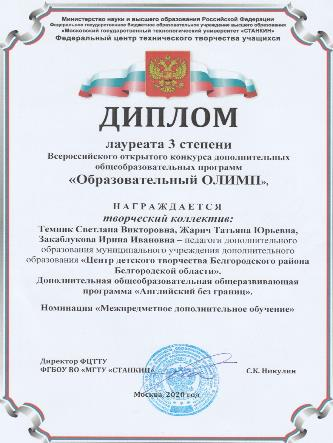 Министерство науки и высшего образования Российской Федерации
Федеральное государственное бюджетное образовательное учреждение высшего образования
«Московский государственный технологический университет «СТАНКИН»
Федеральный центр технического творчества учащихся
ДИПЛОМ
лауреата 3 степени
Всероссийского открытого конкурса дополнительных
общеобразовательных программ
«Образовательный ОЛИМП»,
НАГРАЖДАЕТСЯ
творческий коллектив:
Темник Светлана Викторовна, Жарич Татьяна Юрьевна,
Закаблукова Ирина Ивановна – педагоги дополнительного
образования муниципального учреждения дополнительного
образования «Центр детского творчества Белгородского района
Белгородской области».
Дополнительная общеобразовательная общеразвивающая
программа «Английский без границ».
Номинация «Межпредметное дополнительное обучение»
Директор ФЦТТУ
ФГБОУ ВО «МГТУ «СТАНКИН»
С.К. Никулин
Москва, 2020 год